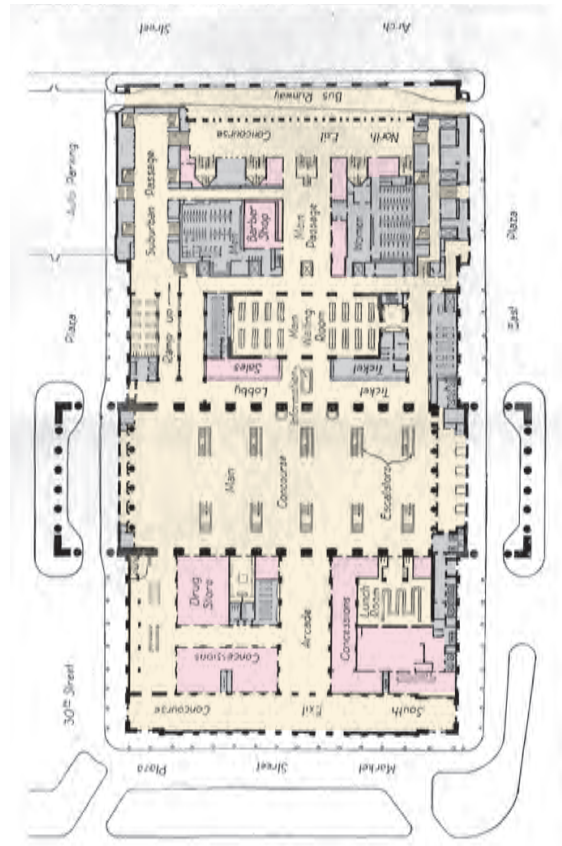 Arch Street
Bus Runway
North Exit Concourse
Auto Parking
Suburban Passage
Men
Barber Shop
Main Passage
Women
Plaza
Plaza
East
Ramp Up
Main Waiting Room
Sales
Ticket
Lobby
Information
Ticket
Main
Concourse
Escalators
Drug Store
Lunch Room
Concessions
Concessions
Arcade
30th Street
South Exit Concourse
Market Street Plaza